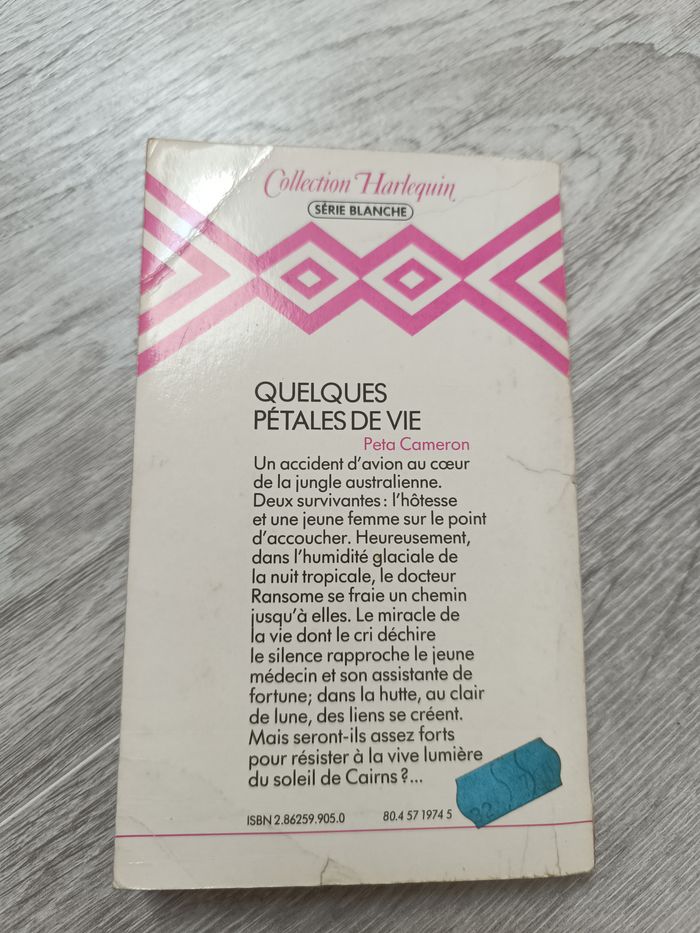 Collection Harlequin
SÉRIE BLANCHE
QUELQUES
PÉTALES DE VIE
Peta Cameron
Un accident d'avion au cœur
de la jungle australienne.
Deux survivantes : l'hôtesse
et une jeune femme sur le point
d'accoucher. Heureusement,
dans l'humidité glaciale de
la nuit tropicale, le docteur
Ransome se fraie un chemin
jusqu'à elles. Le miracle de
la vie dont le cri déchire
le silence rapproche le jeune
médecin et son assistante de
fortune; dans la hutte, au clair
de lune, des liens se créent.
Mais seront-ils assez forts
pour résister à la vive lumière
du soleil de Cairns ?...
ISBN 2.86259.905.0 80.4 57 1974 5